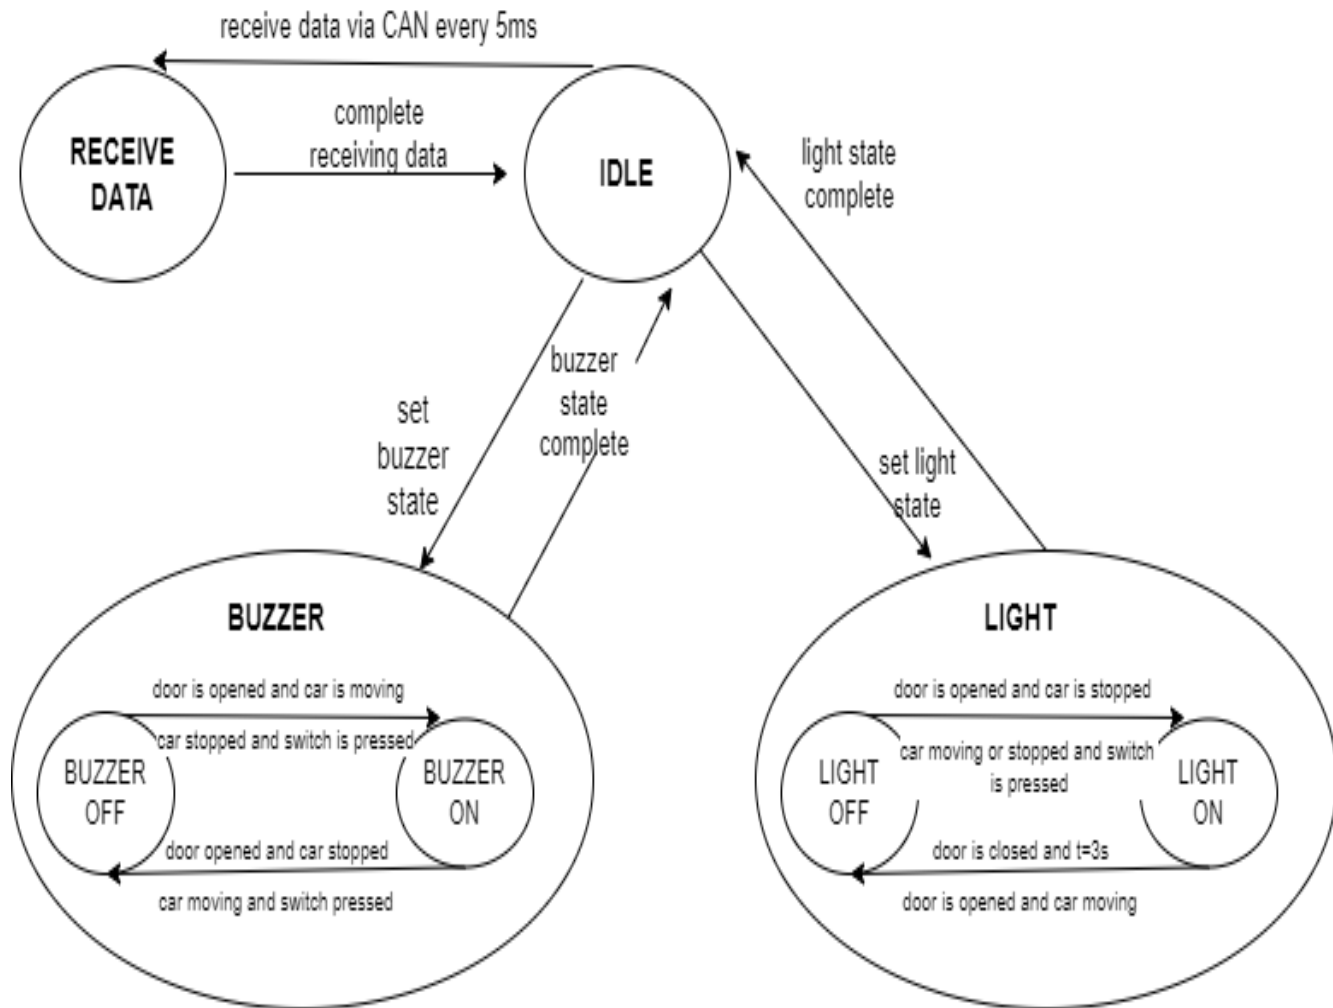 receive data via CAN every 5ms
RECEIVE
DATA
complete
receiving data
IDLE
light state
complete
set
buzzer
state
buzzer
state
complete
set light
state
BUZZER
door is opened and car is moving
car stopped and switch is pressed
BUZZER
OFF
BUZZER
ON
door opened and car stopped
car moving and switch pressed
LIGHT
door is opened and car is stopped
car moving or stopped and switch
is pressed
LIGHT
OFF
LIGHT
ON
door is closed and t=3s
door is opened and car moving